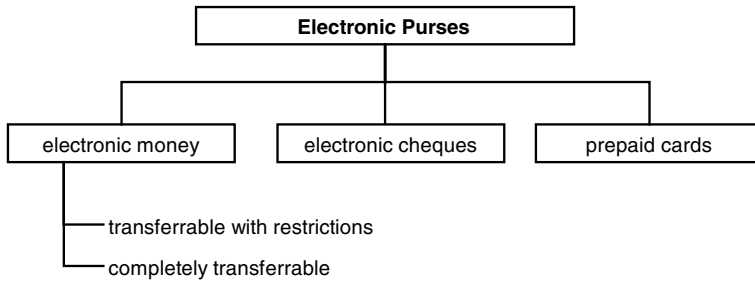 Electronic Purses
electronic money
electronic cheques
prepaid cards
transferrable with restrictions
completely transferrable